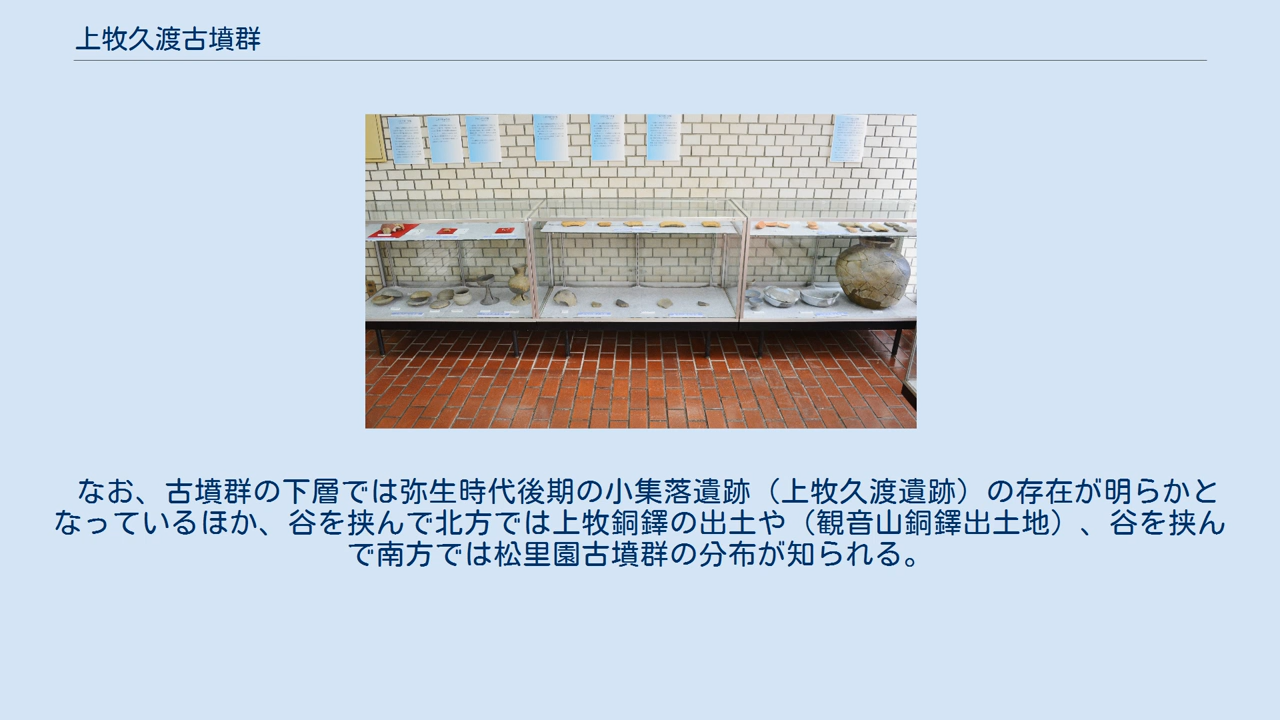 上牧久渡古墳群
なお、古墳群の下層では弥生時代後期の小集落遺跡（上牧久渡遺跡）の存在が明らかと
なっているほか、谷を挟んで北方では上牧銅鐸の出土や（観音山銅鐸出土地）、谷を挟ん
で南方では松里園古墳群の分布が知られる。